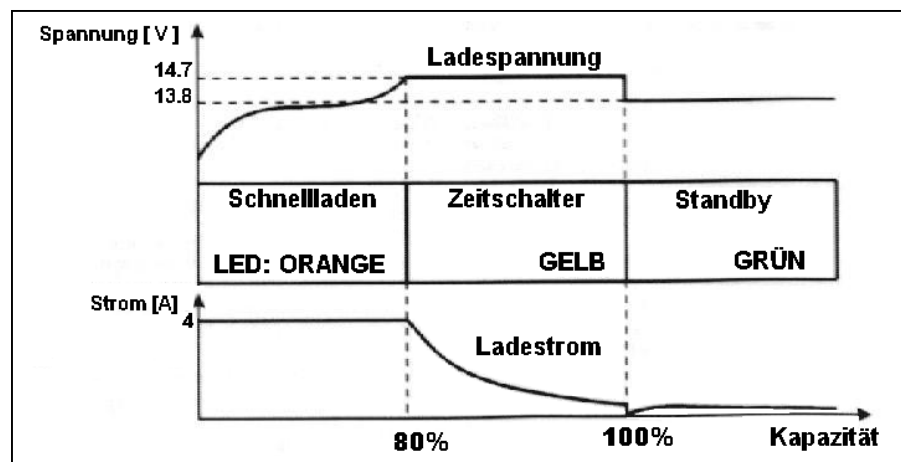 Spannung [ V ]
Ladespannung
14.7
13.8
Schnellladen
Zeitschalter
Standby
LED: ORANGE
GELB
GRÜN
Strom [A]
4
Ladestrom
80%
100%
Kapazität